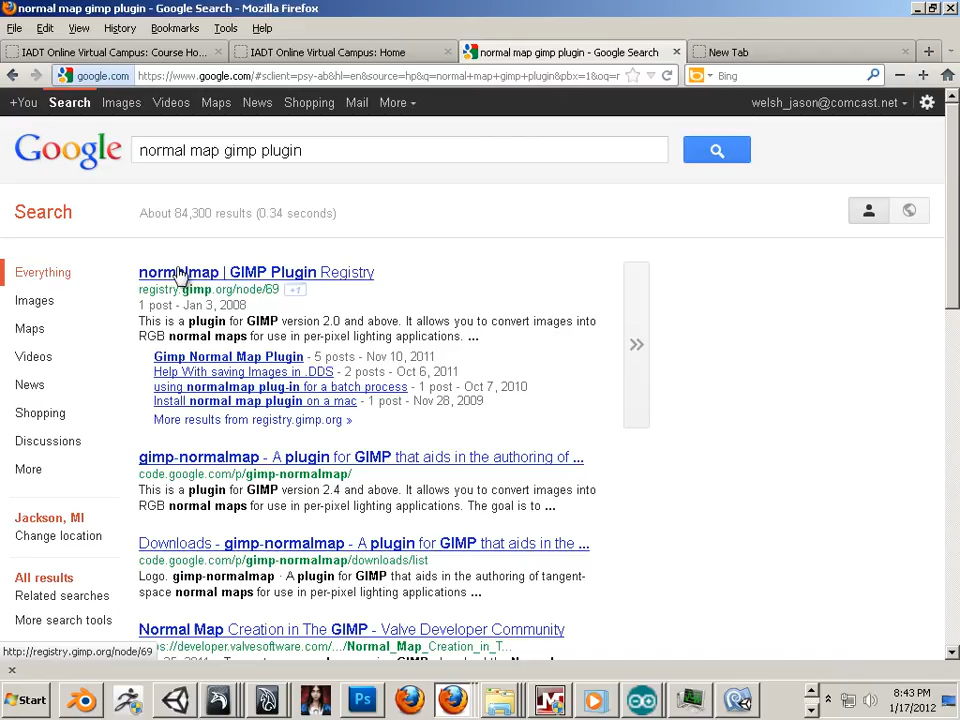 normal map gimp plugin - Google Search - Mozilla Firefox
File Edit View History Bookmarks Tools Help
IADT Online Virtual Campus: Course Ho...
IADT Online Virtual Campus: Home
normal map gimp plugin - Google Search
New Tab
google.com
https://www.google.com/#sclient=psy-ab&hl=en&source=hp&q=normal+map+gimp+plugin&pbx=1&oq=n
Bing
+You Search Images Videos Maps News Shopping Mail More
welsh_jason@comcast.net
Google
normal map gimp plugin
Search
About 84,300 results (0.34 seconds)
Everything
Images
Maps
Videos
News
Shopping
Discussions
More
Jackson, MI
Change location
All results
Related searches
More search tools
normalmap | GIMP Plugin Registry
registry.gimp.org/node/69 +1
1 post - Jan 3, 2008
This is a plugin for GIMP version 2.0 and above. It allows you to convert images into
RGB normal maps for use in per-pixel lighting applications. ...
Gimp Normal Map Plugin - 5 posts - Nov 10, 2011
Help With saving Images in .DDS - 2 posts - Oct 6, 2011
using normalmap plug-in for a batch process - 1 post - Oct 7, 2010
Install normal map plugin on a mac - 1 post - Nov 28, 2009
More results from registry.gimp.org »
gimp-normalmap - A plugin for GIMP that aids in the authoring of ...
code.google.com/p/gimp-normalmap/
This is a plugin for GIMP version 2.4 and above. It allows you to convert images into
RGB normal maps for use in per-pixel lighting applications. The goal is to ...
Downloads - gimp-normalmap - A plugin for GIMP that aids in the ...
code.google.com/p/gimp-normalmap/downloads/list
Logo. gimp-normalmap · A plugin for GIMP that aids in the authoring of tangent-
space normal maps for use in per-pixel lighting applications ...
Normal Map Creation in The GIMP - Valve Developer Community
s://developer.valvesoftware.com/.../Normal_Map_Creation_in_T...
http://registry.gimp.org/node/69
Start
Ps
8:43 PM
1/17/2012